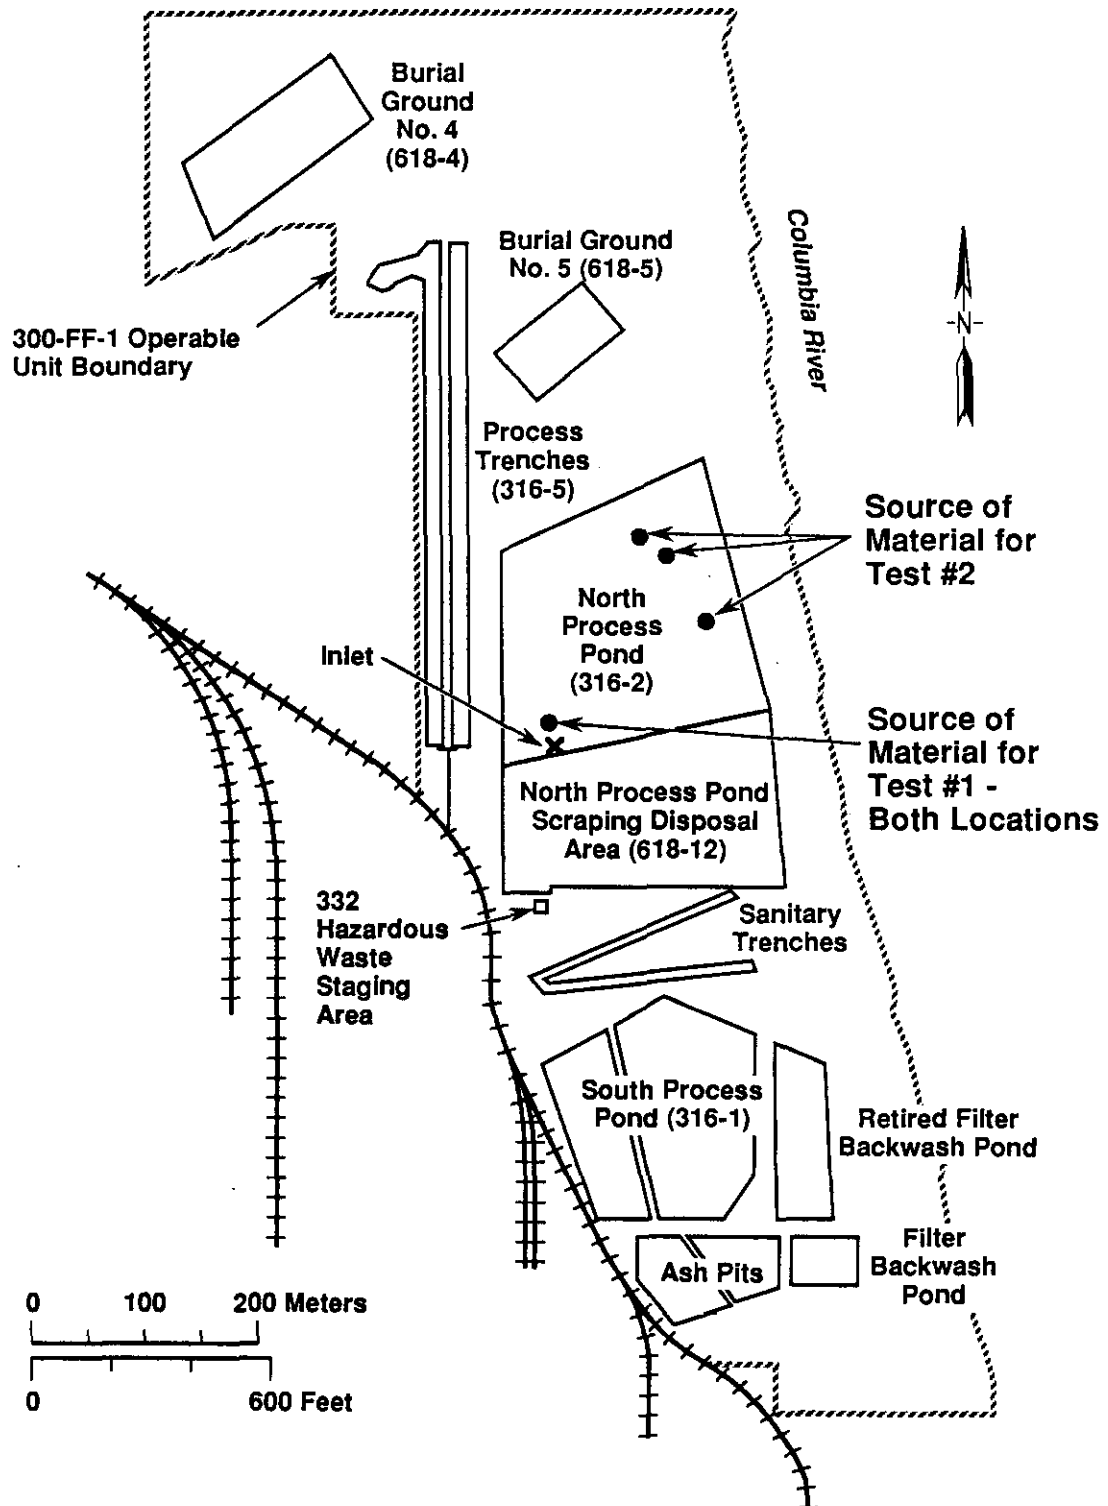 Burial
Ground
No. 4
(618-4)
Burial Ground
No. 5 (618-5)
Columbia River
-N-
300-FF-1 Operable
Unit Boundary
Process
Trenches
(316-5)
Source of
Material for
Test #2
North
Process
Pond
(316-2)
Inlet
Source of
Material for
Test #1 -
Both Locations
North Process Pond
Scraping Disposal
Area (618-12)
332
Hazardous
Waste
Staging
Area
Sanitary
Trenches
South Process
Pond (316-1)
Retired Filter
Backwash Pond
Filter
Backwash
Pond
Ash Pits
0 100 200 Meters
0 600 Feet